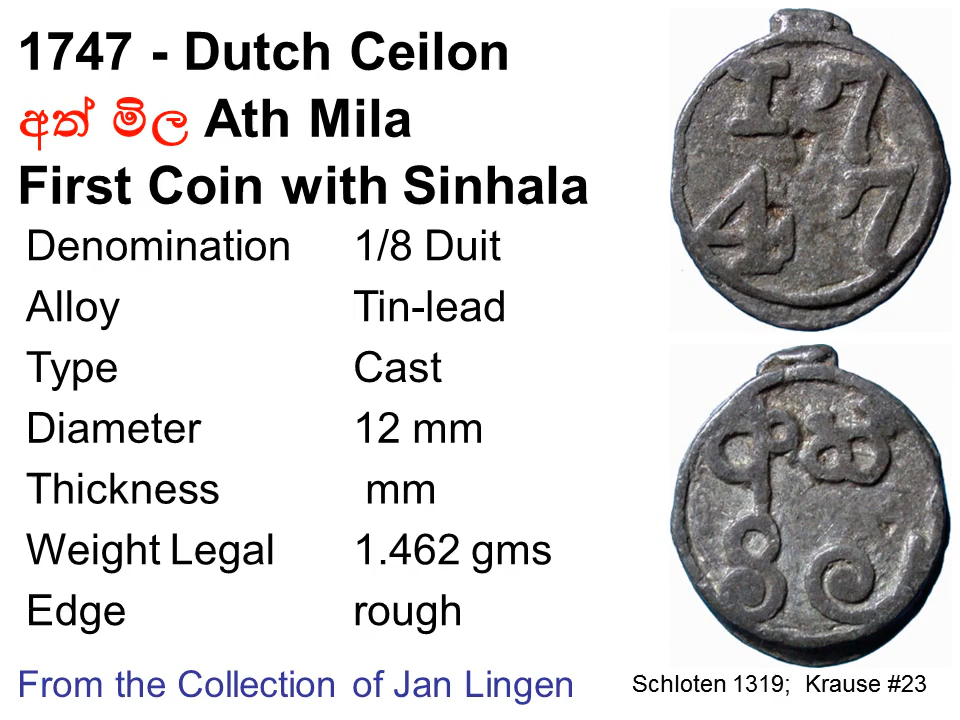 1747 - Dutch Ceilon
අත් මිල Ath Mila
First Coin with Sinhala
Denomination 1/8 Duit
Alloy Tin-lead
Type Cast
Diameter 12 mm
Thickness mm
Weight Legal 1.462 gms
Edge rough
From the Collection of Jan Lingen
Schloten 1319; Krause #23
17
47